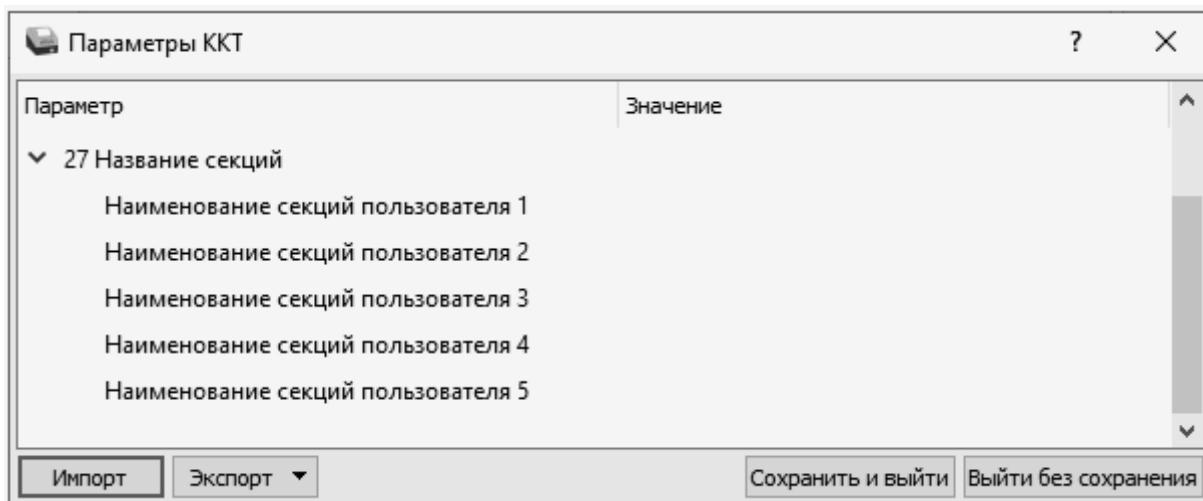 Параметры ККТ ?
Параметр Значение
27 Название секций
Наименование секций пользователя 1
Наименование секций пользователя 2
Наименование секций пользователя 3
Наименование секций пользователя 4
Наименование секций пользователя 5
Импорт Экспорт Сохранить и выйти Выйти без сохранения